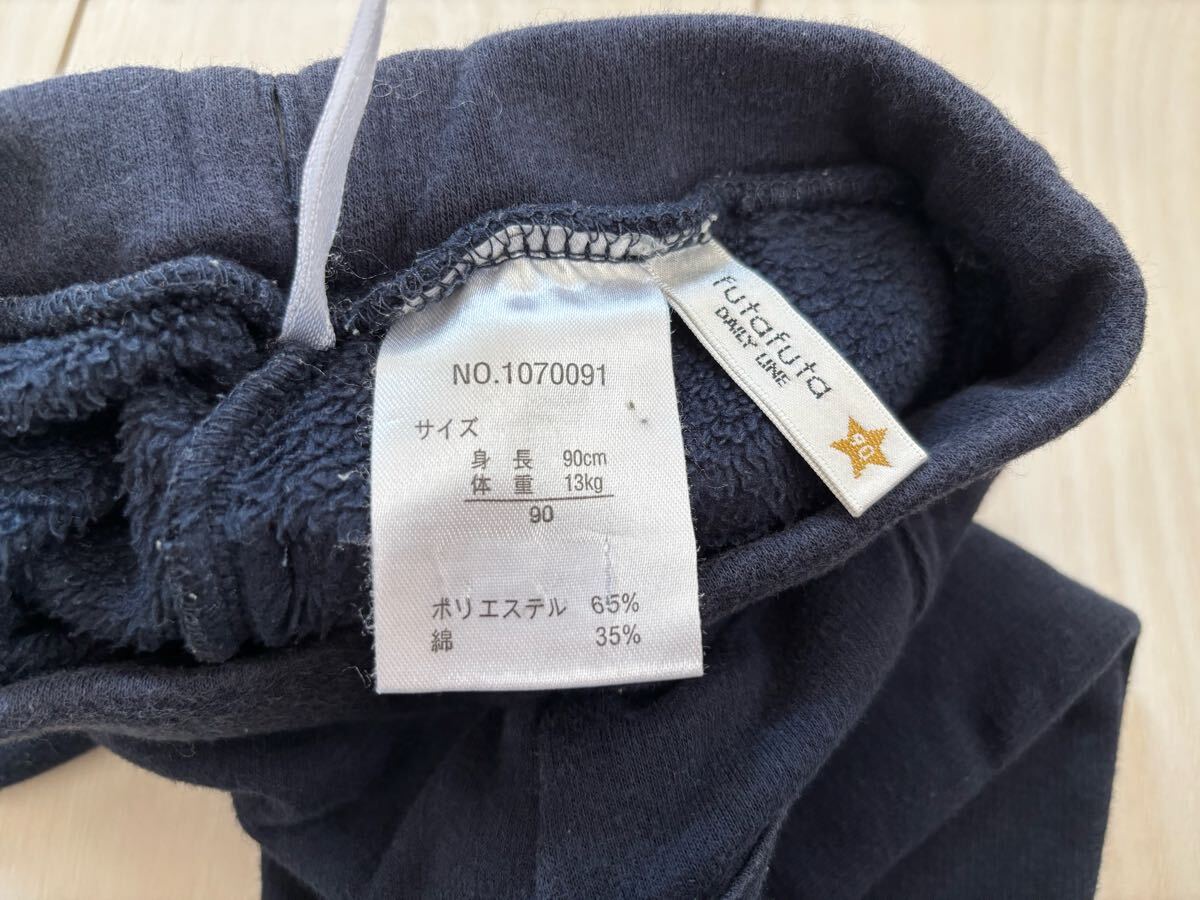 NO.1070091
サイズ
身 長 90cm
体 重 13kg
90
ポリエステル 65%
綿 35%
futafuta
DAILY LINE
90